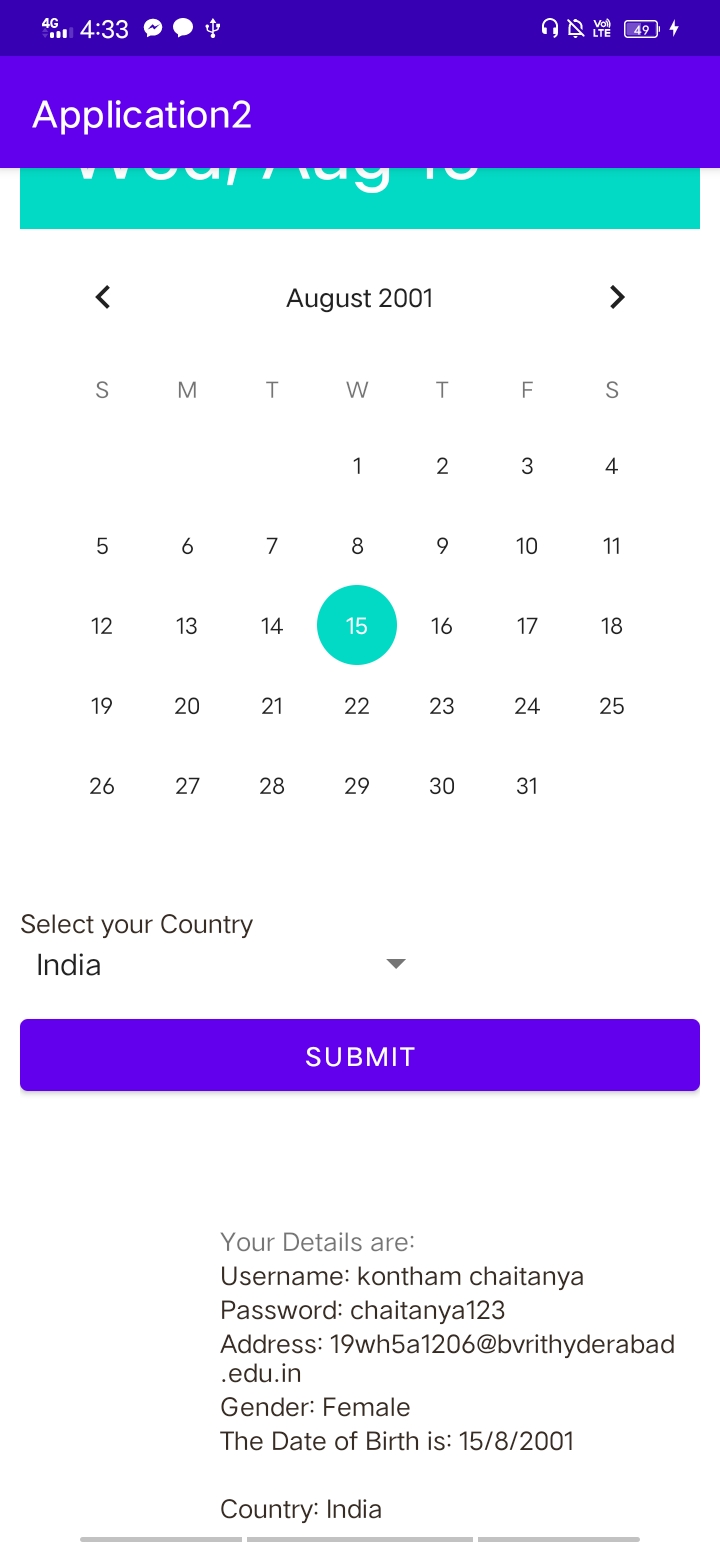 4G 4:33 Vo) LTE 49
Application2
Wed, Aug 15
August 2001
S M T W T F S
1 2 3 4
5 6 7 8 9 10 11
12 13 14 15 16 17 18
19 20 21 22 23 24 25
26 27 28 29 30 31
Select your Country
India
SUBMIT
Your Details are:
Username: kontham chaitanya
Password: chaitanya123
Address: 19wh5a1206@bvrithyderabad
.edu.in
Gender: Female
The Date of Birth is: 15/8/2001
Country: India